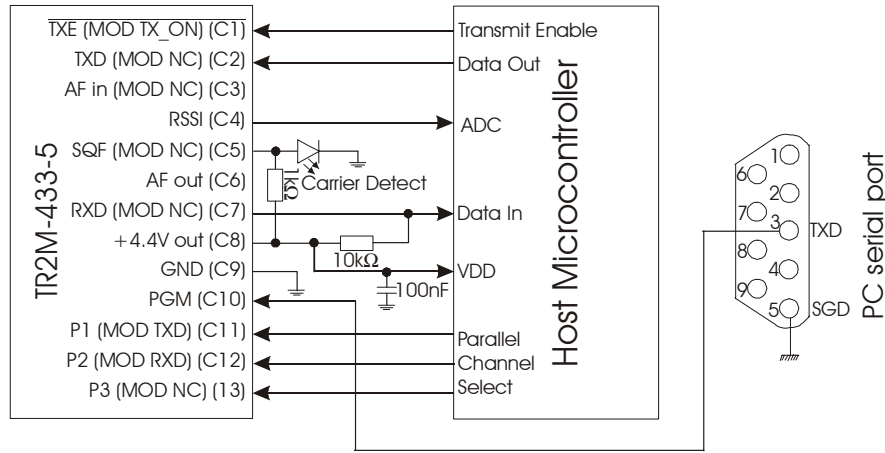 TXE (MOD TX_ON) (C1)
TXD (MOD NC) (C2)
AF in (MOD NC) (C3)
RSSI (C4)
SQF (MOD NC) (C5)
AF out (C6)
RXD (MOD NC) (C7)
+4.4V out (C8)
GND (C9)
PGM (C10)
P1 (MOD TXD) (C11)
P2 (MOD RXD) (C12)
P3 (MOD NC) (13)
TR2M-433-5
1kΩ
Carrier Detect
10kΩ
100nF
Transmit Enable
Data Out
ADC
Data In
VDD
Parallel
Channel
Select
Host Microcontroller
1
6
2
7
3
TXD
8
4
9
5
SGD
PC serial port